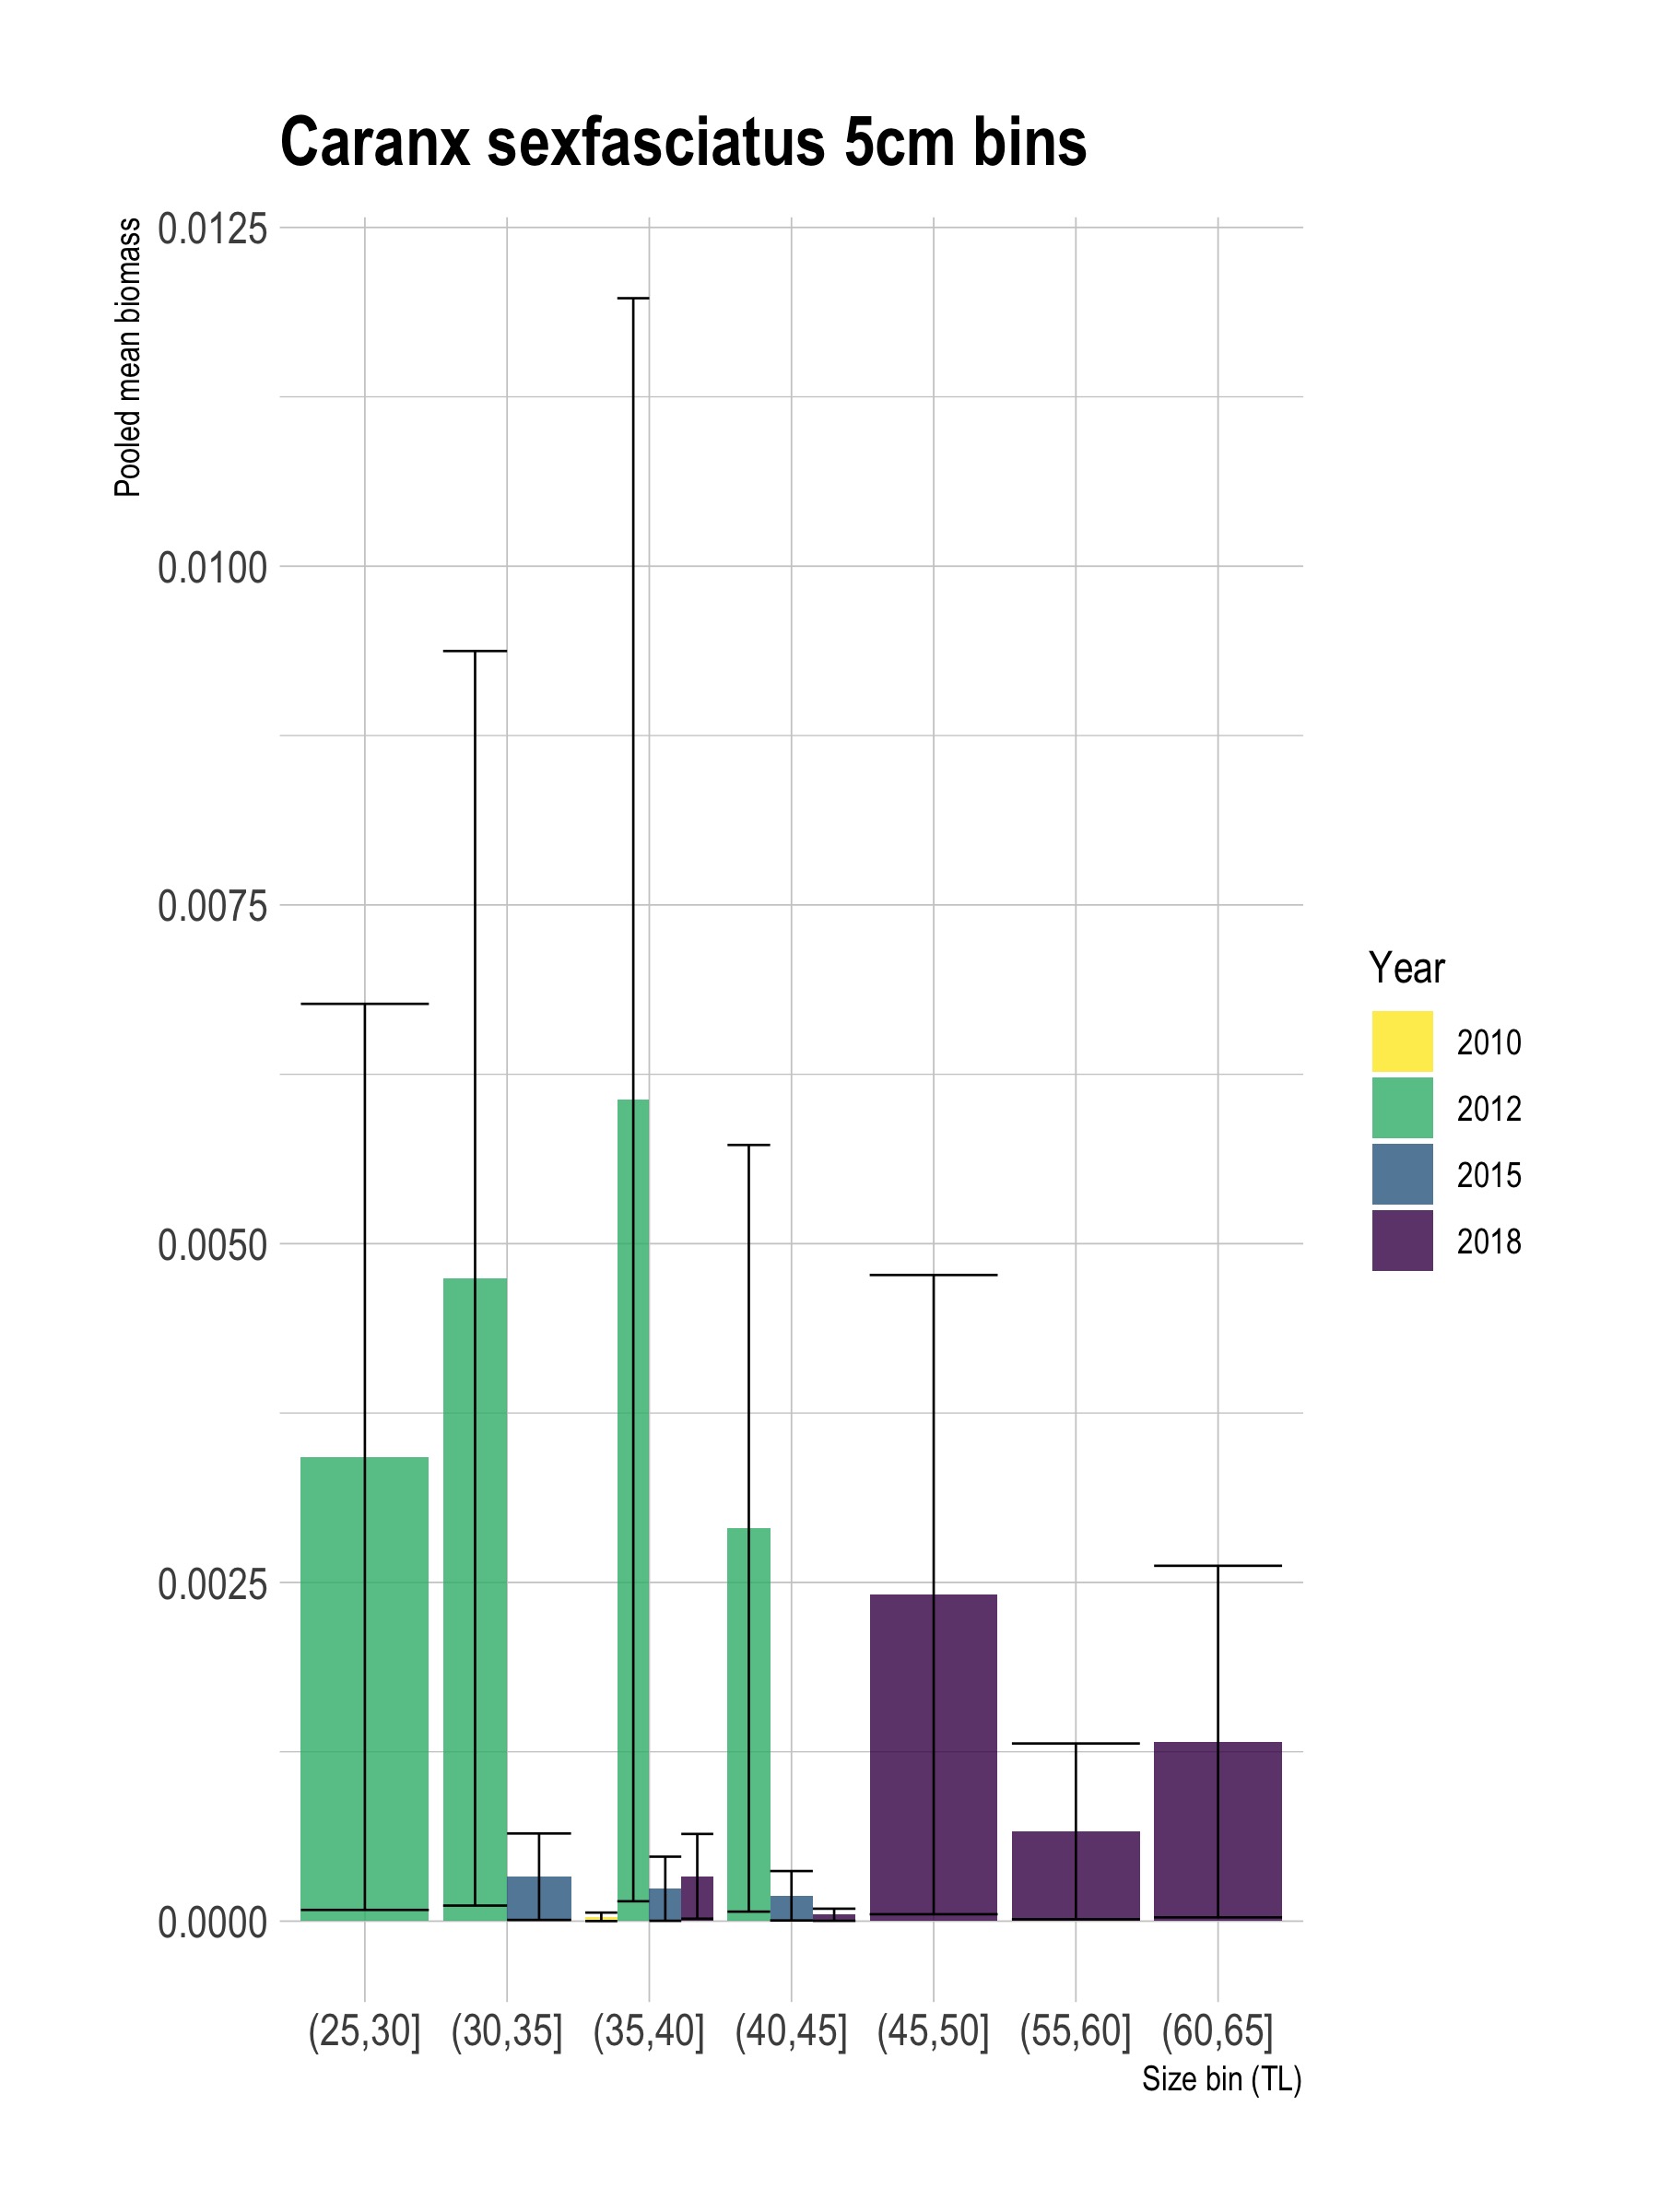 Caranx sexfasciatus 5cm bins
Pooled mean biomass
0.0125
0.0100
0.0075
0.0050
0.0025
0.0000
(25,30] (30,35] (35,40] (40,45] (45,50] (55,60] (60,65]
Size bin (TL)
Year
2010
2012
2015
2018